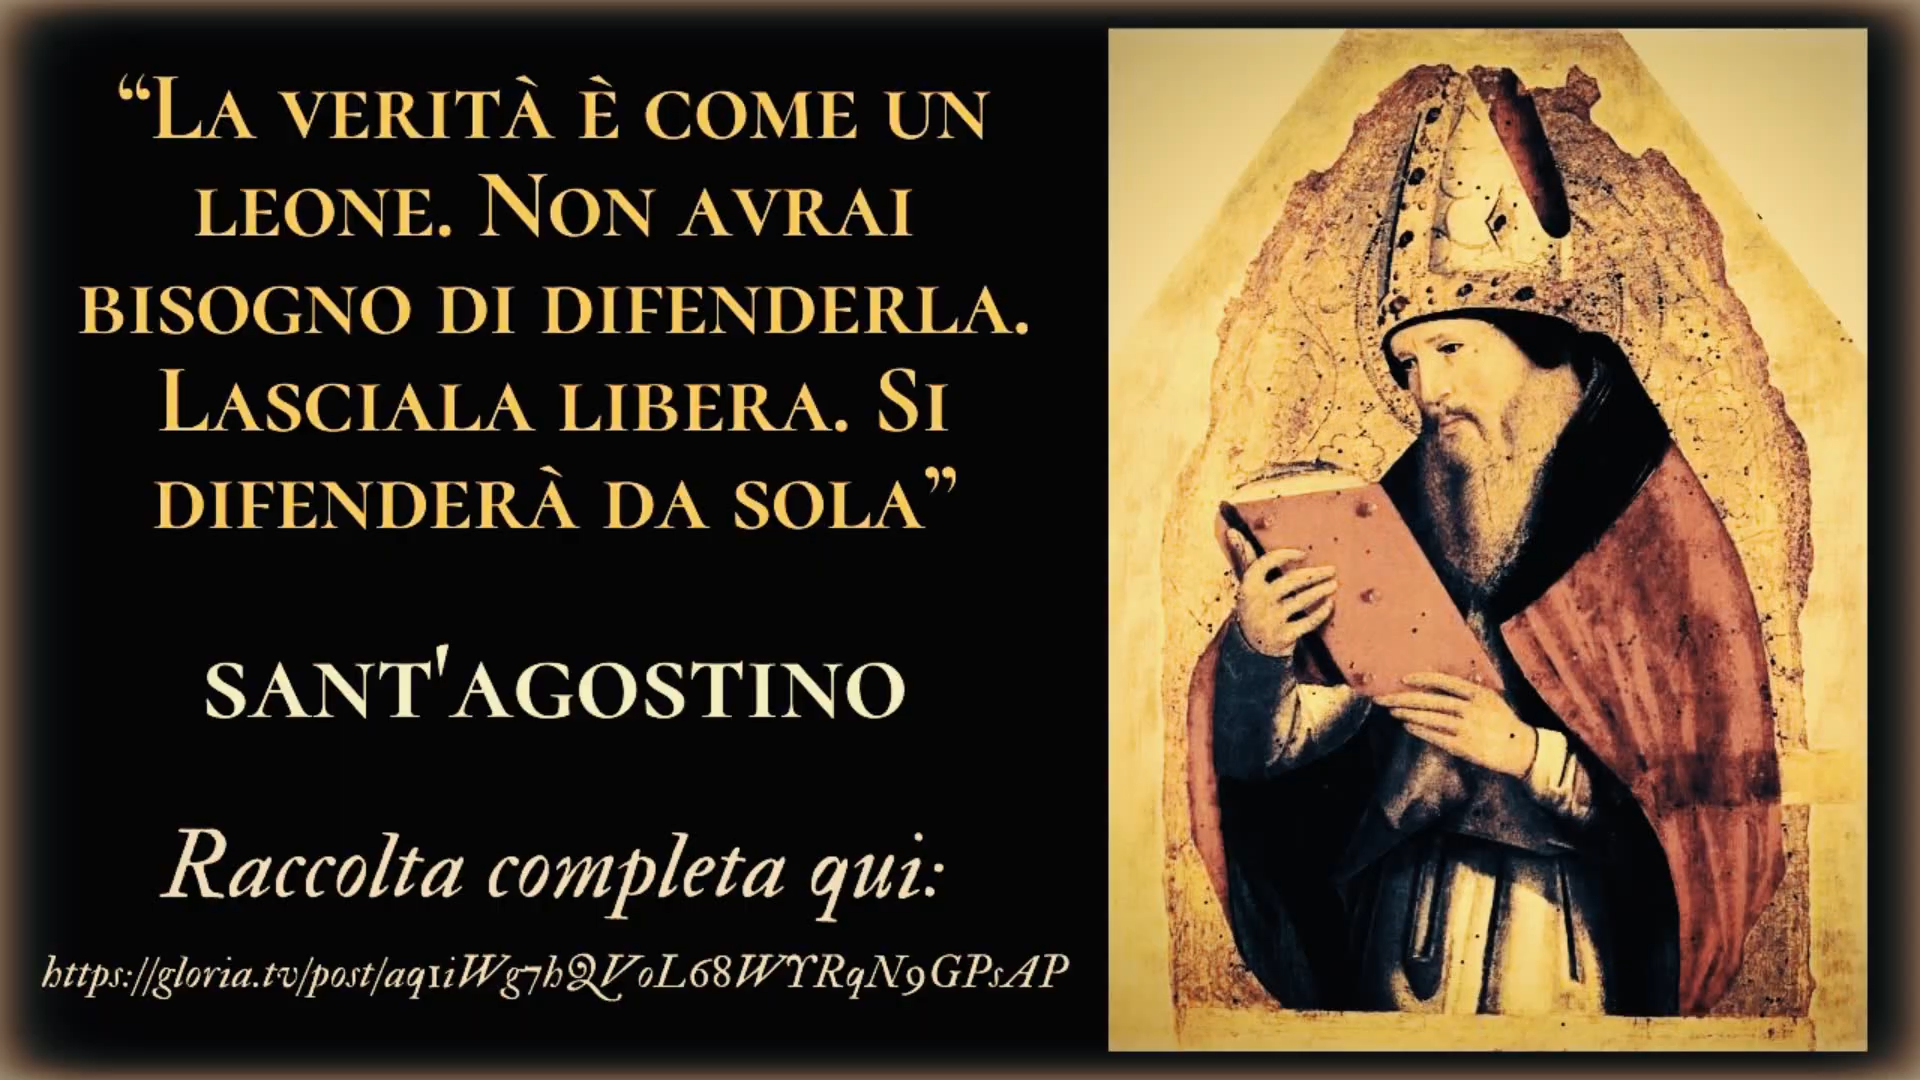 “La verità è come un
leone. Non avrai
bisogno di difenderla.
Lasciala libera. Si
difenderà da sola”
sant'agostino
Raccolta completa qui:
https://gloria.tv/post/aq1iWg7hQVoL68WYRqN9GPsAP